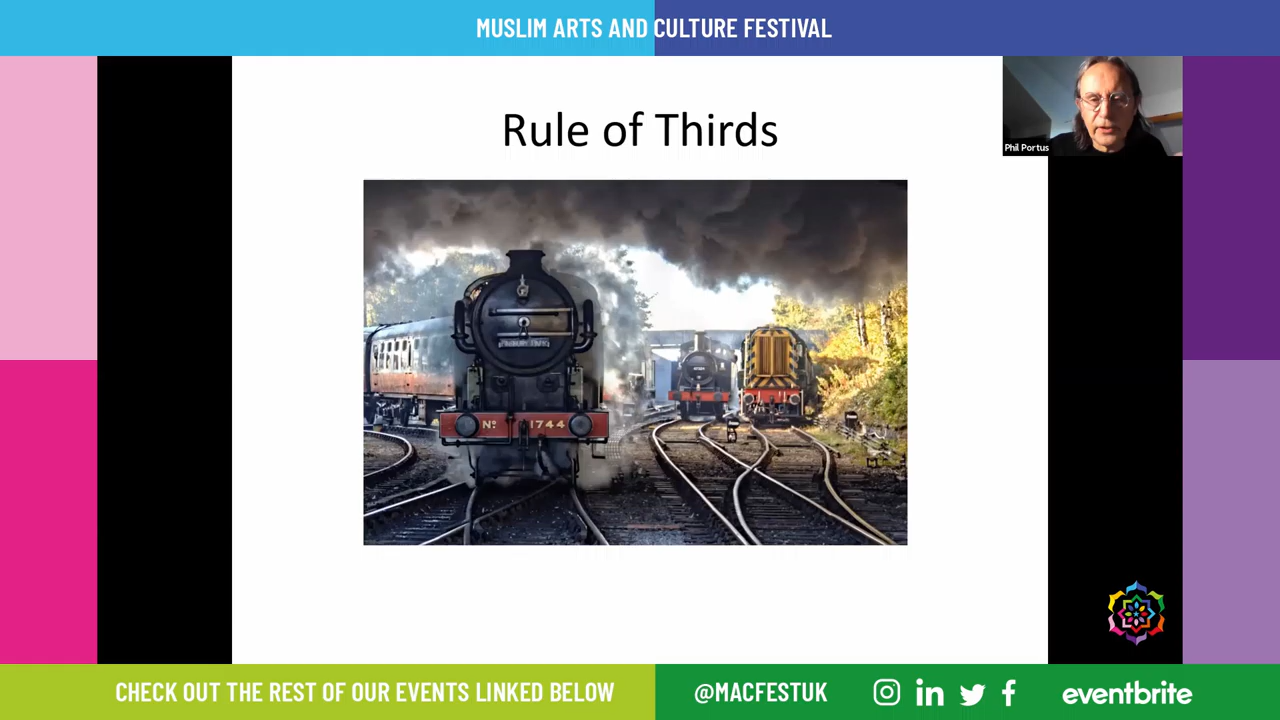 MUSLIM ARTS AND CULTURE FESTIVAL
Rule of Thirds
Phil Portus
Nº 1744
CHECK OUT THE REST OF OUR EVENTS LINKED BELOW
@MACFESTUK
eventbrite